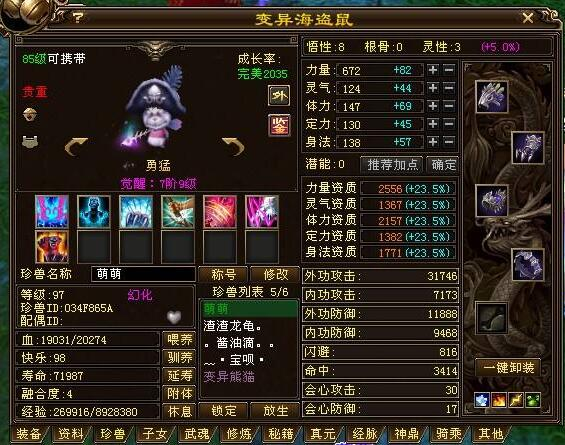 变异海盗鼠
悟性:8 根骨:0 灵性:3 (+5.0%)
85级可携带
成长率:
完美2035
贵重
外
鉴
勇猛
觉醒:7阶9级
力量: 672 +82
灵气: 124 +44
体力: 147 +69
定力: 130 +45
身法: 138 +57
潜能:0 推荐加点 确定
力量资质 2556 (+23.5%)
灵气资质 1367 (+23.5%)
体力资质 2157 (+23.5%)
定力资质 1382 (+23.5%)
身法资质 1771 (+23.5%)
珍兽名称 萌萌 称号 修改
等级:97 幻化
珍兽ID:034F865A
配偶ID:
血:19031/20274 喂养
快乐:98 驯养
寿命:71987 延寿
融合度:4 附体
经验:269916/8928380 休息
珍兽列表 5/6
萌萌
渣渣龙龟。
。酱油滴。。
﹏·宝呗·
变异熊猫
锁定 放生
外功攻击: 31746
内功攻击: 7173
外功防御: 11888
内功防御: 9468
闪避: 816
命中: 3414
会心攻击: 30
会心防御: 17
一键卸装
装备 资料 珍兽 子女 武魂 修炼 秘籍 真元 经脉 神鼎 骑乘 其他